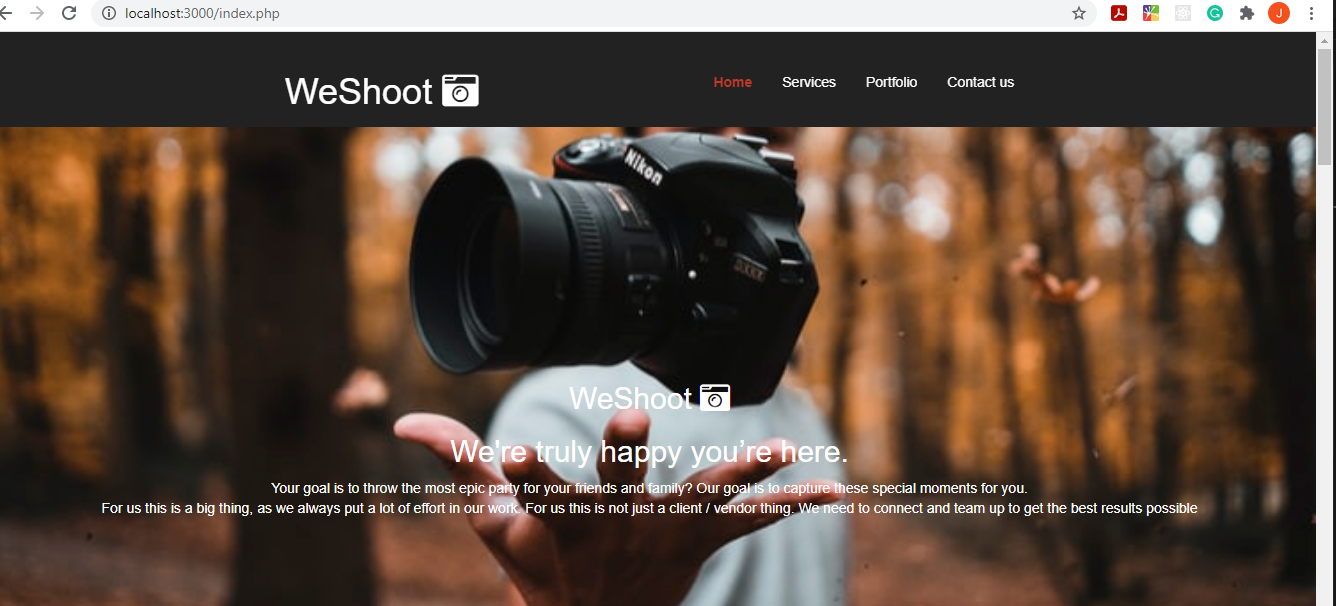 localhost:3000/index.php
J
WeShoot
Home Services Portfolio Contact us
Nikon
WeShoot
We're truly happy you’re here.
Your goal is to throw the most epic party for your friends and family? Our goal is to capture these special moments for you.
For us this is a big thing, as we always put a lot of effort in our work. For us this is not just a client / vendor thing. We need to connect and team up to get the best results possible